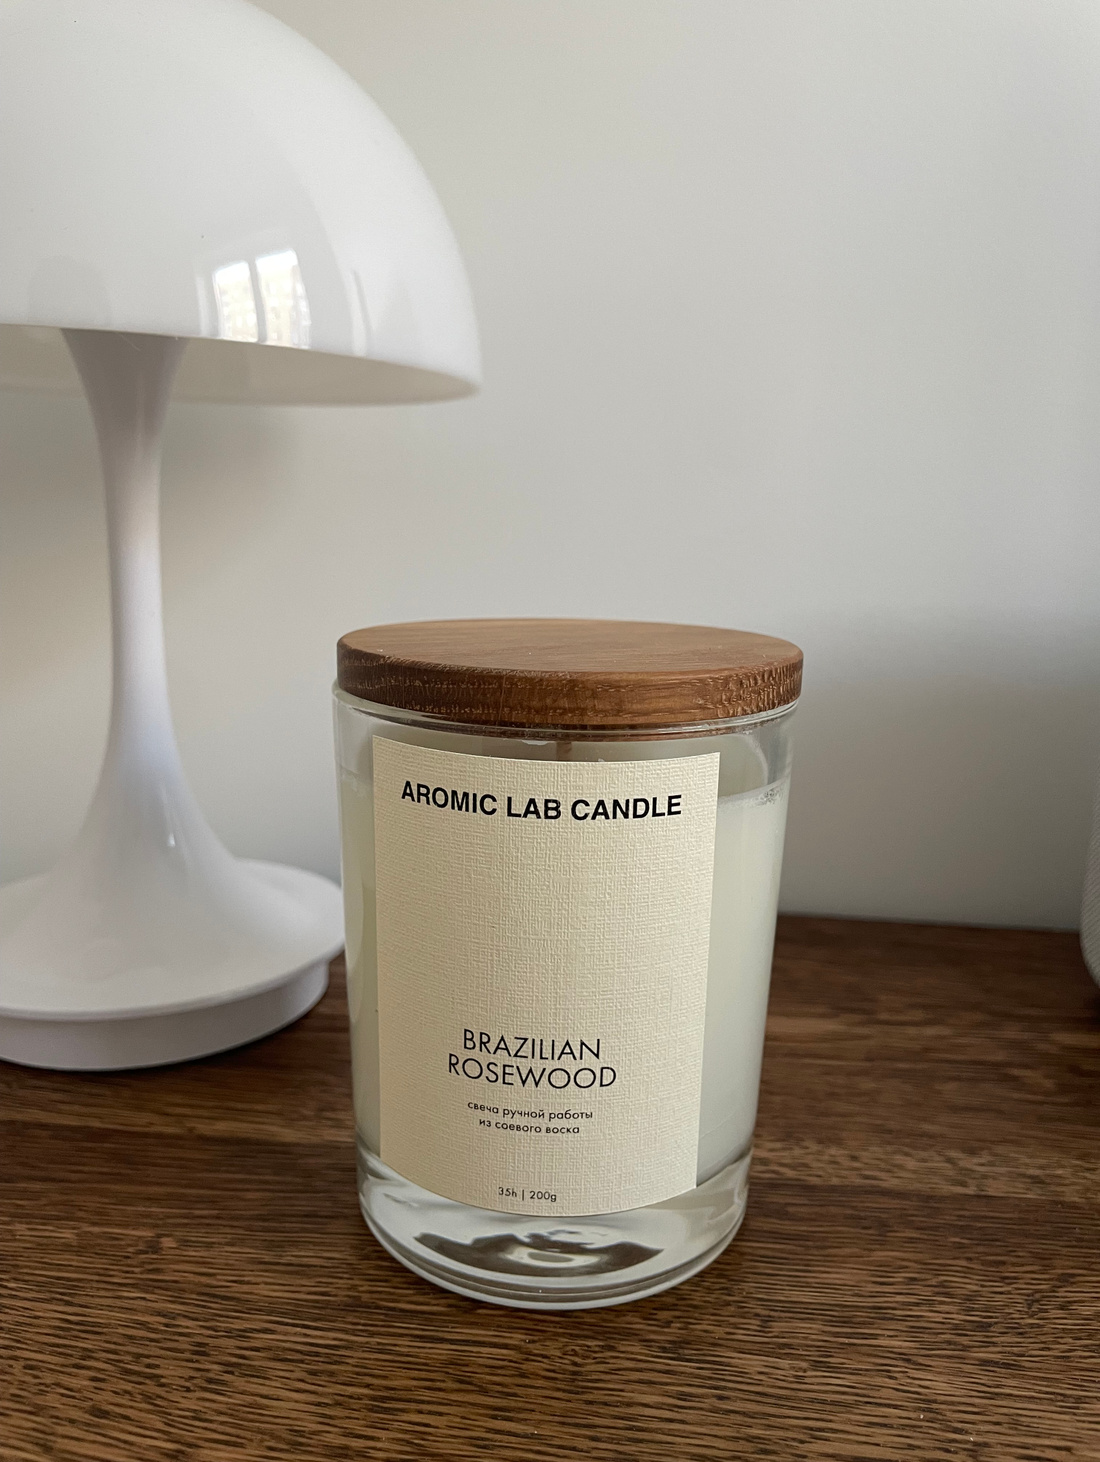 AROMIC LAB CANDLE
BRAZILIAN
ROSEWOOD
свеча ручной работы
из соевого воска
35h | 200g